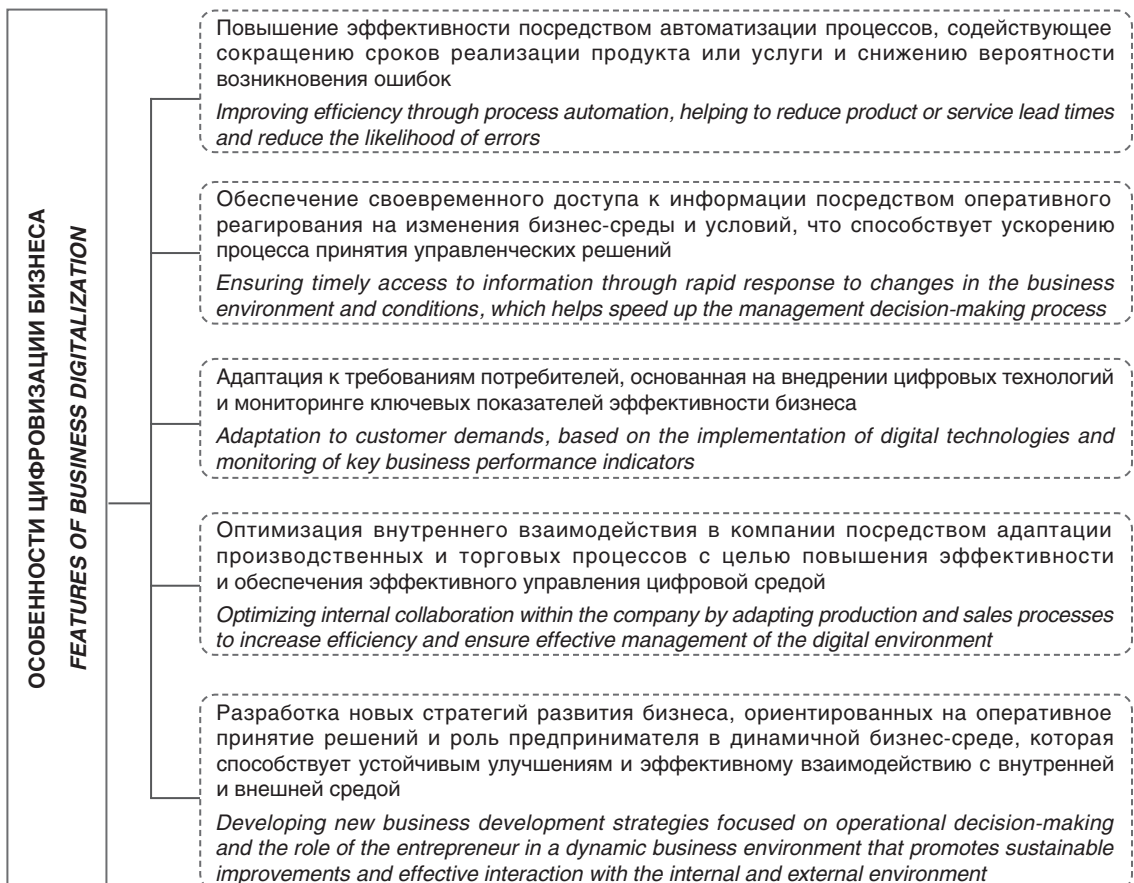 ОСОБЕННОСТИ ЦИФРОВИЗАЦИИ БИЗНЕСА
FEATURES OF BUSINESS DIGITALIZATION
Повышение эффективности посредством автоматизации процессов, содействующее
сокращению сроков реализации продукта или услуги и снижению вероятности
возникновения ошибок
Improving efficiency through process automation, helping to reduce product or service lead times
and reduce the likelihood of errors
Обеспечение своевременного доступа к информации посредством оперативного
реагирования на изменения бизнес-среды и условий, что способствует ускорению
процесса принятия управленческих решений
Ensuring timely access to information through rapid response to changes in the business
environment and conditions, which helps speed up the management decision-making process
Адаптация к требованиям потребителей, основанная на внедрении цифровых технологий
и мониторинге ключевых показателей эффективности бизнеса
Adaptation to customer demands, based on the implementation of digital technologies and
monitoring of key business performance indicators
Оптимизация внутреннего взаимодействия в компании посредством адаптации
производственных и торговых процессов с целью повышения эффективности
и обеспечения эффективного управления цифровой средой
Optimizing internal collaboration within the company by adapting production and sales processes
to increase efficiency and ensure effective management of the digital environment
Разработка новых стратегий развития бизнеса, ориентированных на оперативное
принятие решений и роль предпринимателя в динамичной бизнес-среде, которая
способствует устойчивым улучшениям и эффективному взаимодействию с внутренней
и внешней средой
Developing new business development strategies focused on operational decision-making
and the role of the entrepreneur in a dynamic business environment that promotes sustainable
improvements and effective interaction with the internal and external environment